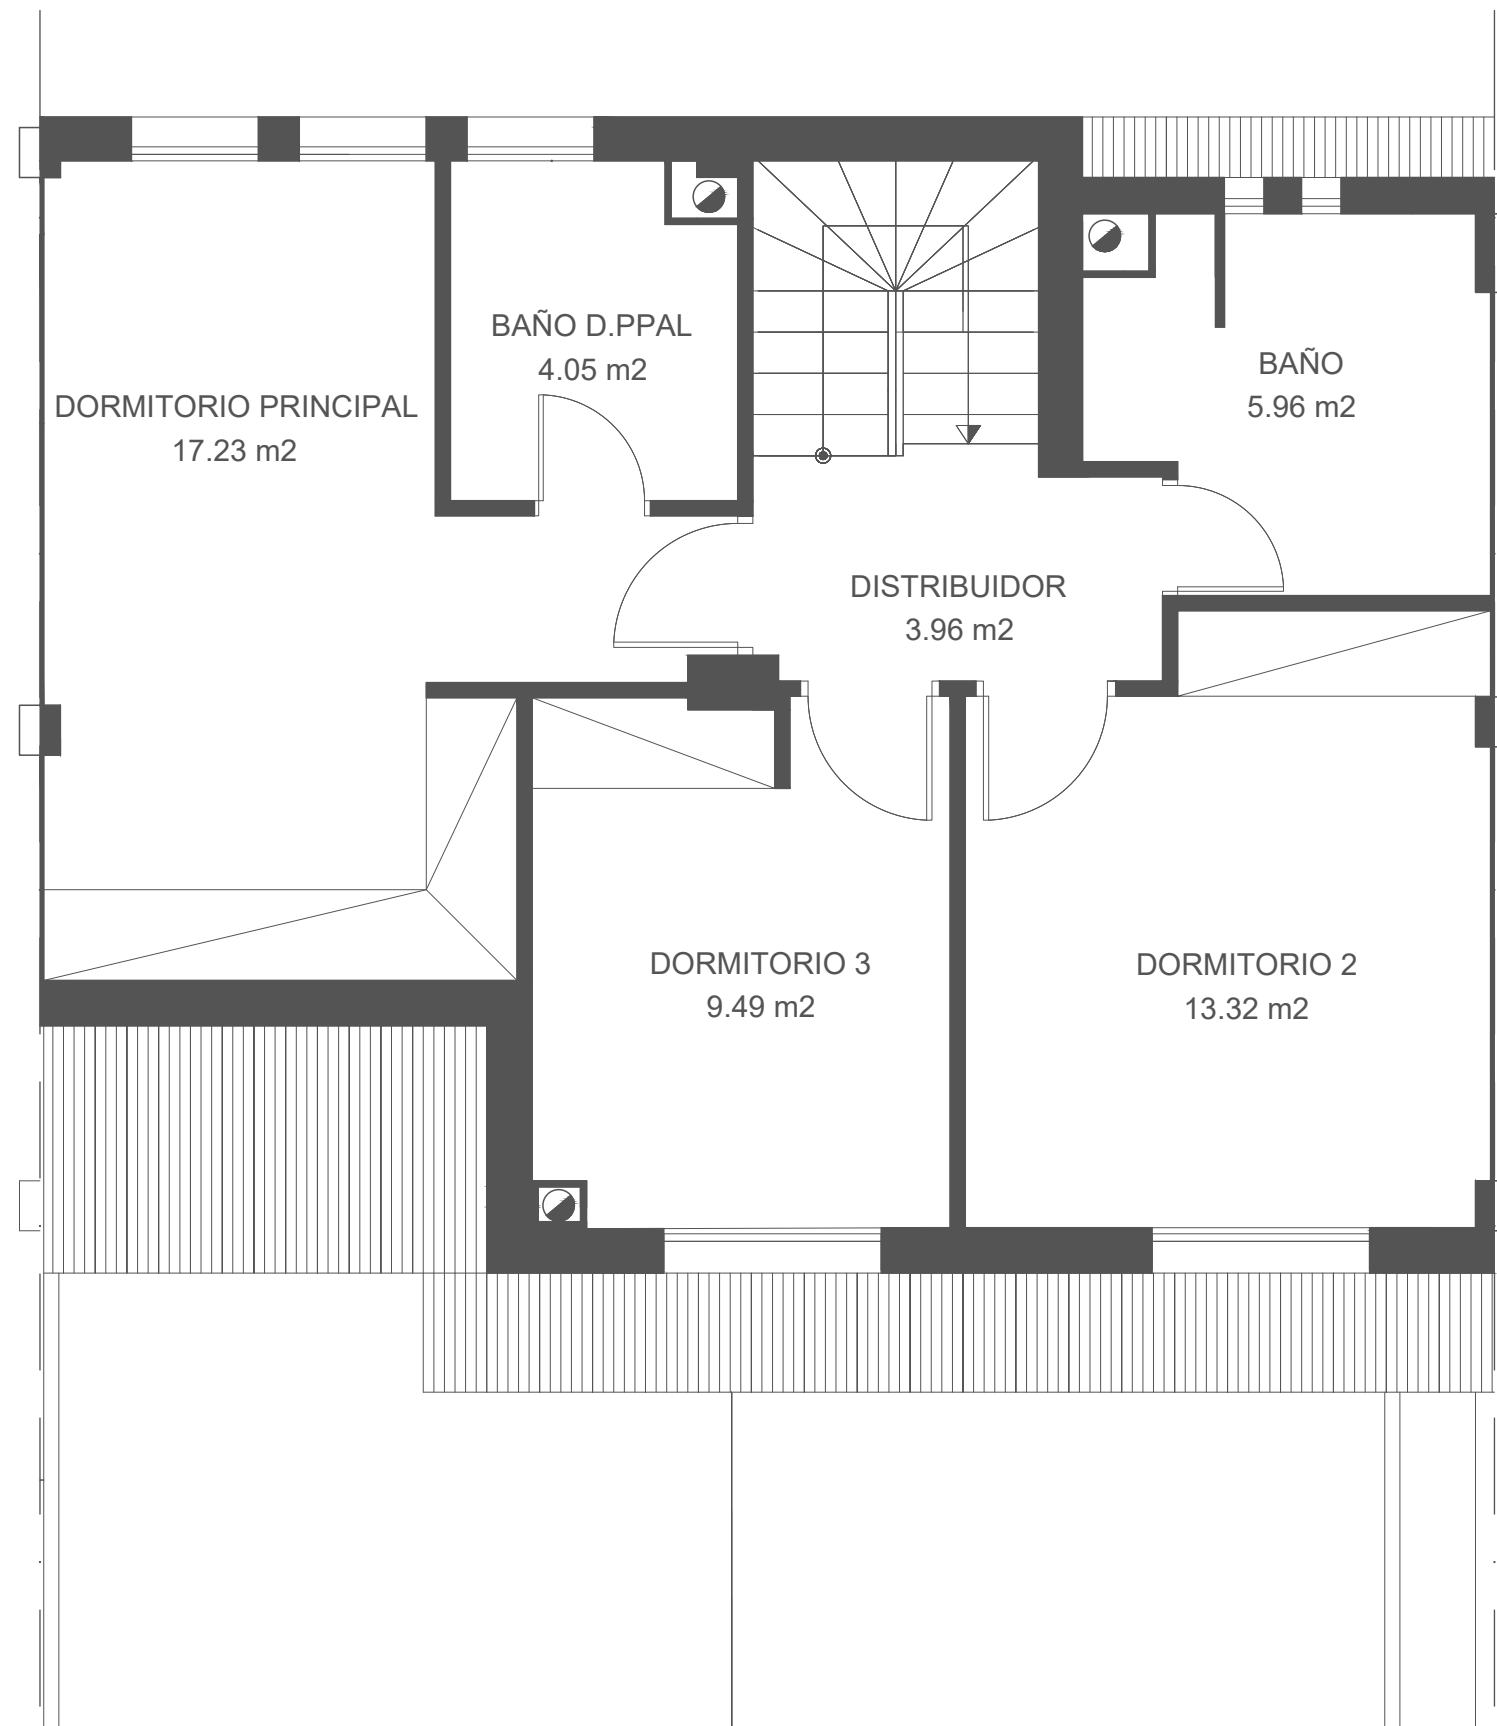 BAÑO D.PPAL
4.05 m2
BAÑO
5.96 m2
DORMITORIO PRINCIPAL
17.23 m2
DISTRIBUIDOR
3.96 m2
DORMITORIO 3
9.49 m2
DORMITORIO 2
13.32 m2